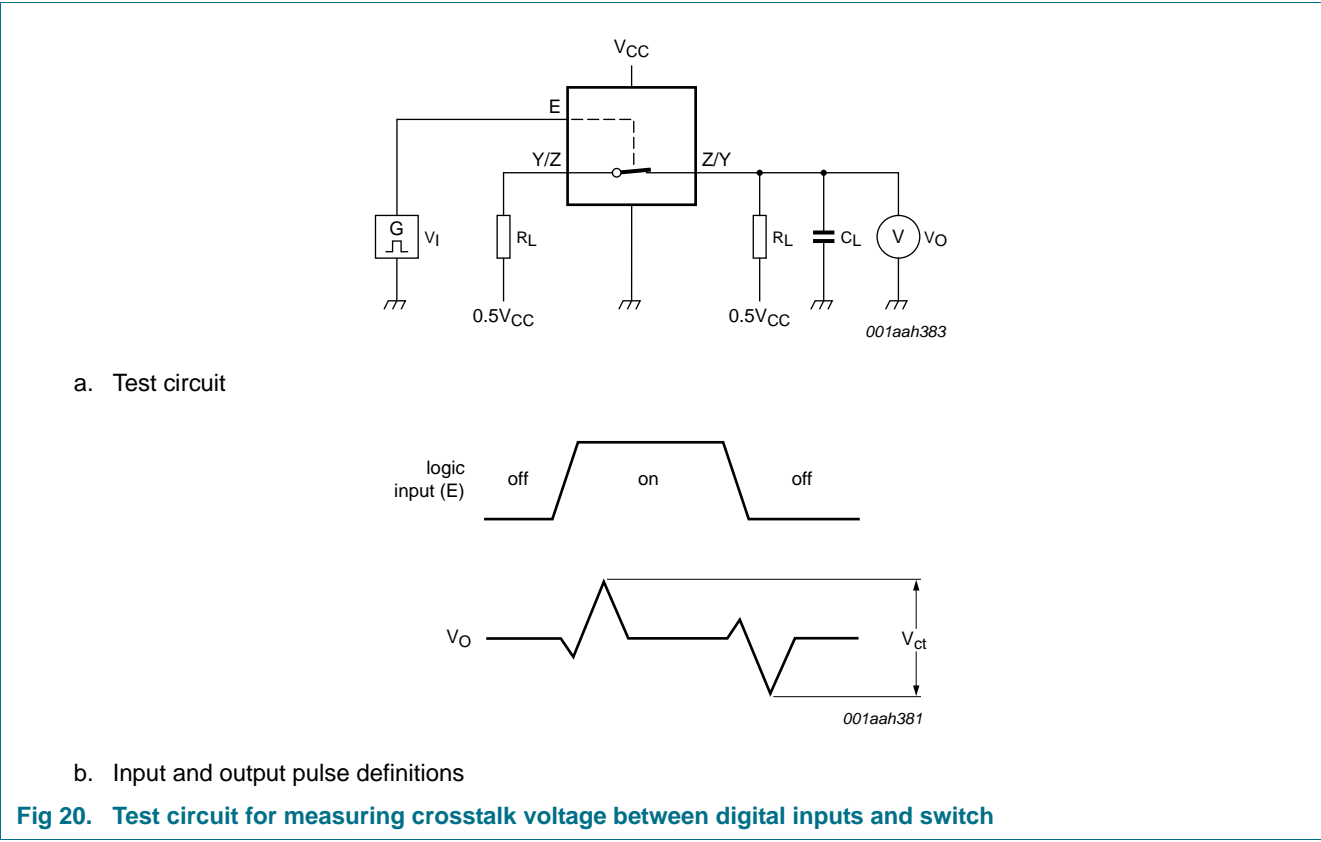 VCC
E
Y/Z
Z/Y
G
VI
RL
RL
CL
V
VO
0.5VCC
0.5VCC
001aah383
a. Test circuit
logic
input (E)
off
on
off
VO
Vct
001aah381
b. Input and output pulse definitions
Fig 20. Test circuit for measuring crosstalk voltage between digital inputs and switch